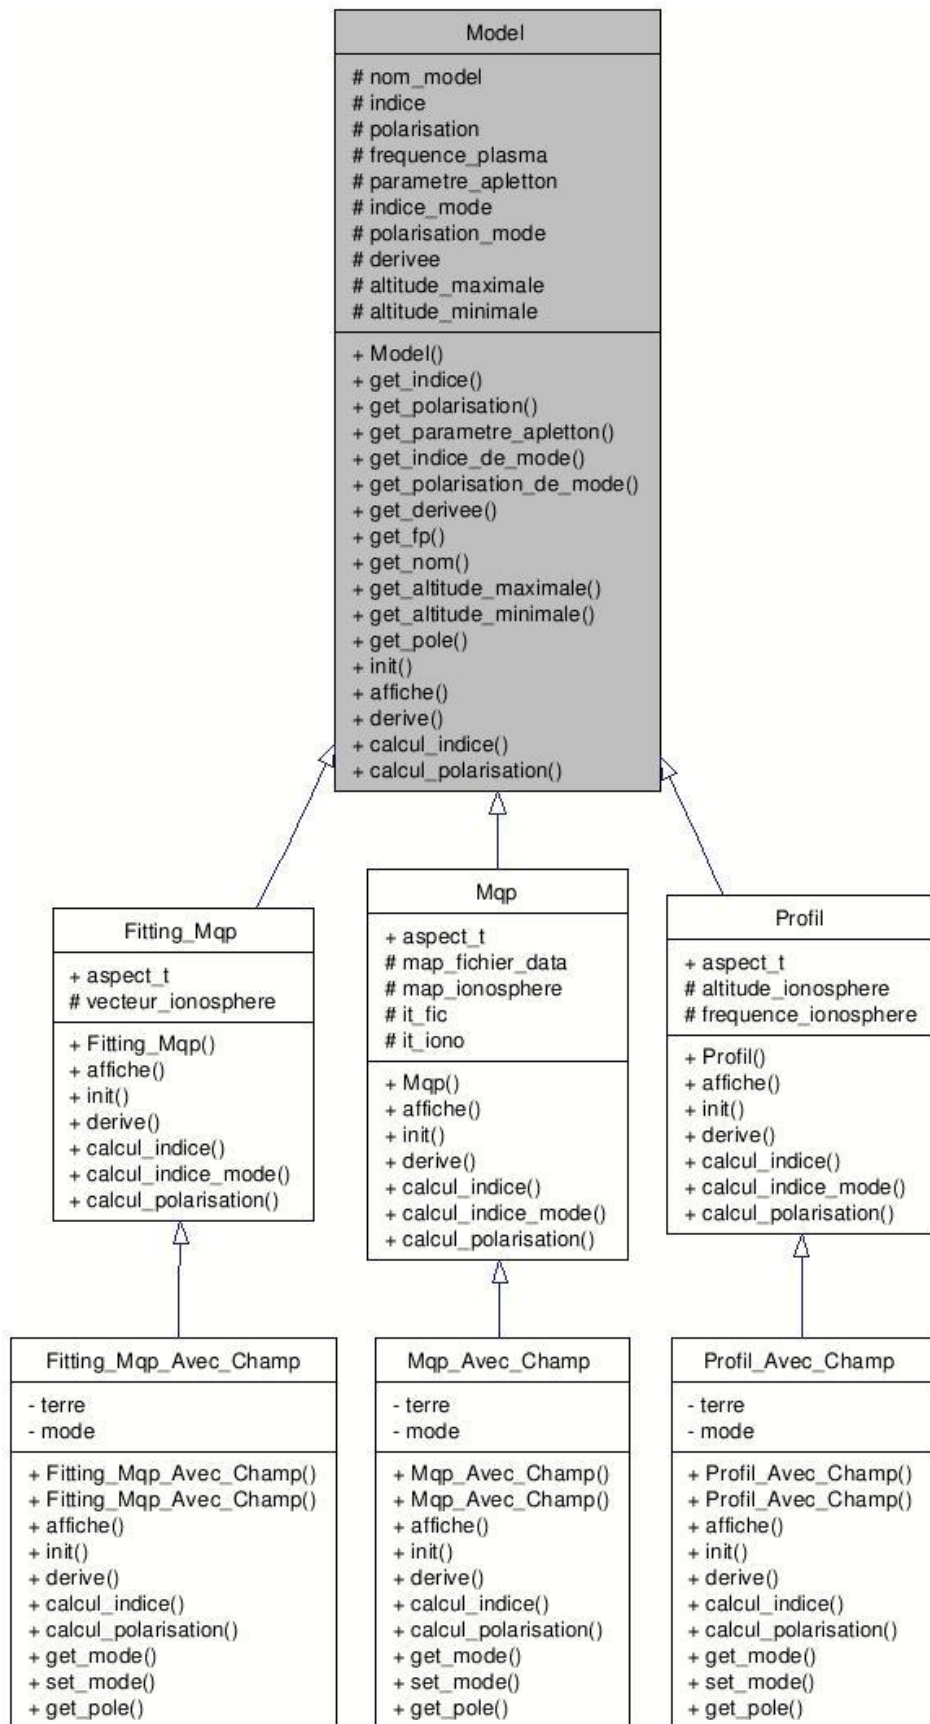 Model
# nom_model
# indice
# polarisation
# frequence_plasma
# parametre_apletton
# indice_mode
# polarisation_mode
# derivee
# altitude_maximale
# altitude_minimale
+ Model()
+ get_indice()
+ get_polarisation()
+ get_parametre_apletton()
+ get_indice_de_mode()
+ get_polarisation_de_mode()
+ get_derivee()
+ get_fp()
+ get_nom()
+ get_altitude_maximale()
+ get_altitude_minimale()
+ get_pole()
+ init()
+ affiche()
+ derive()
+ calcul_indice()
+ calcul_polarisation()
Fitting_Mqp
+ aspect_t
# vecteur_ionosphere
+ Fitting_Mqp()
+ affiche()
+ init()
+ derive()
+ calcul_indice()
+ calcul_indice_mode()
+ calcul_polarisation()
Mqp
+ aspect_t
# map_fichier_data
# map_ionosphere
# it_fic
# it_iono
+ Mqp()
+ affiche()
+ init()
+ derive()
+ calcul_indice()
+ calcul_indice_mode()
+ calcul_polarisation()
Profil
+ aspect_t
# altitude_ionosphere
# frequence_ionosphere
+ Profil()
+ affiche()
+ init()
+ derive()
+ calcul_indice()
+ calcul_indice_mode()
+ calcul_polarisation()
Fitting_Mqp_Avec_Champ
- terre
- mode
+ Fitting_Mqp_Avec_Champ()
+ Fitting_Mqp_Avec_Champ()
+ affiche()
+ init()
+ derive()
+ calcul_indice()
+ calcul_polarisation()
+ get_mode()
+ set_mode()
+ get_pole()
Mqp_Avec_Champ
- terre
- mode
+ Mqp_Avec_Champ()
+ Mqp_Avec_Champ()
+ affiche()
+ init()
+ derive()
+ calcul_indice()
+ calcul_polarisation()
+ get_mode()
+ set_mode()
+ get_pole()
Profil_Avec_Champ
- terre
- mode
+ Profil_Avec_Champ()
+ Profil_Avec_Champ()
+ affiche()
+ init()
+ derive()
+ calcul_indice()
+ calcul_polarisation()
+ get_mode()
+ set_mode()
+ get_pole()